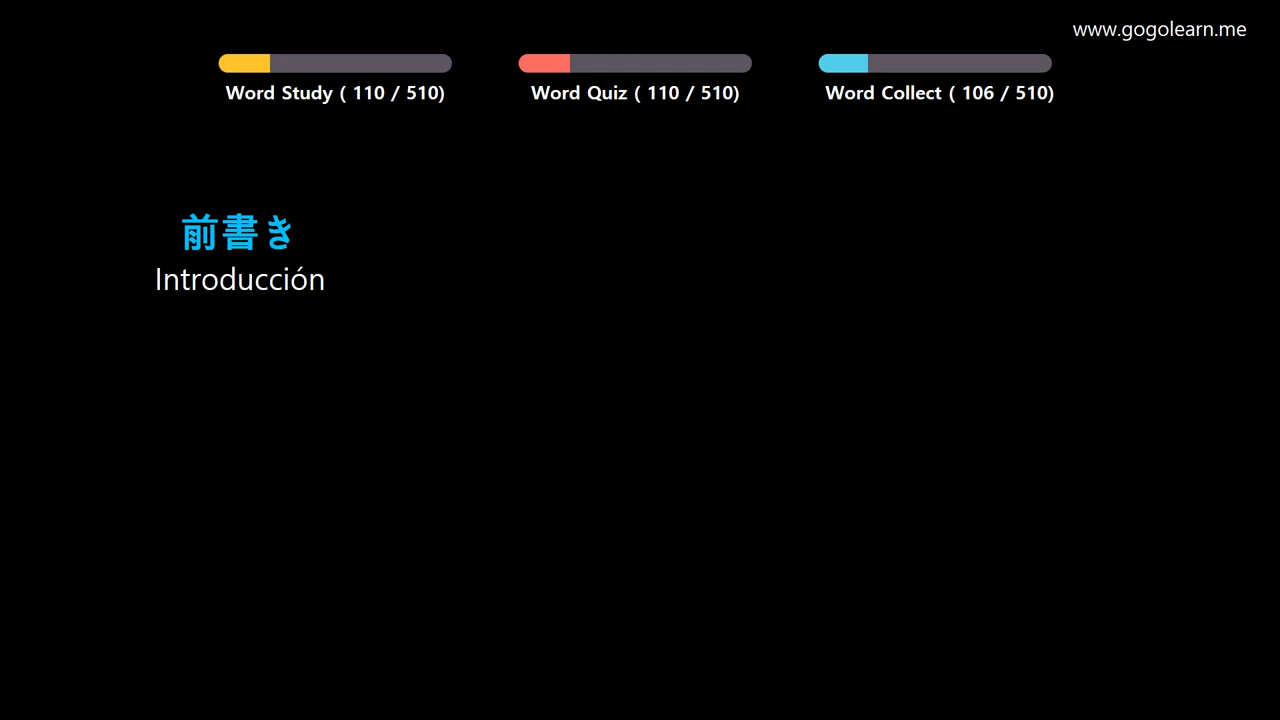 www.gogolearn.me
Word Study ( 110 / 510)
Word Quiz ( 110 / 510)
Word Collect ( 106 / 510)
前書き
Introducción